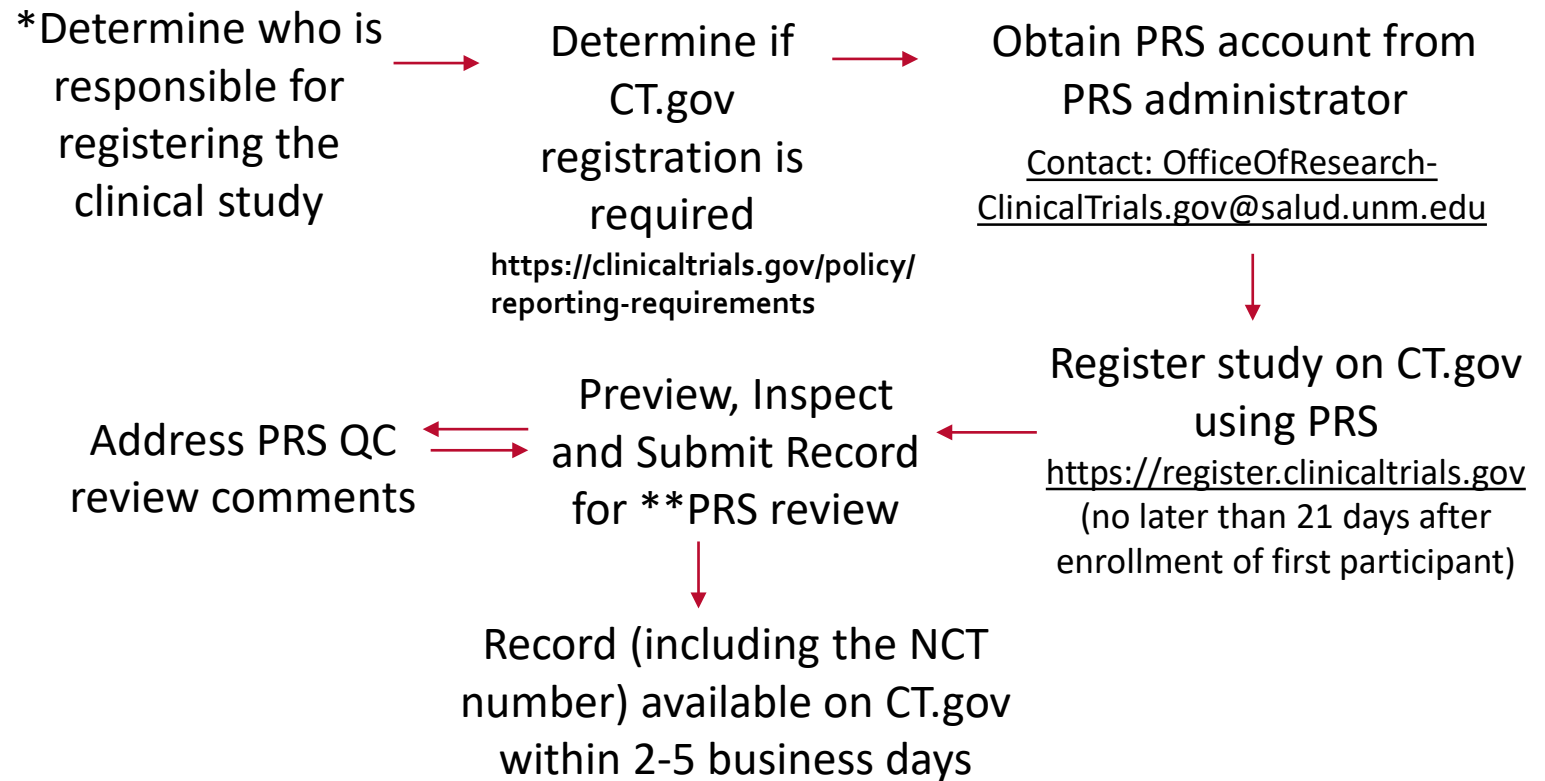 *Determine who is
responsible for
registering the
clinical study
Determine if
CT.gov
registration is
required
https://clinicaltrials.gov/policy/
reporting-requirements
Obtain PRS account from
PRS administrator
Contact: OfficeOfResearch-
ClinicalTrials.gov@salud.unm.edu
Register study on CT.gov
using PRS
https://register.clinicaltrials.gov
(no later than 21 days after
enrollment of first participant)
Preview, Inspect
and Submit Record
for **PRS review
Address PRS QC
review comments
Record (including the NCT
number) available on CT.gov
within 2-5 business days